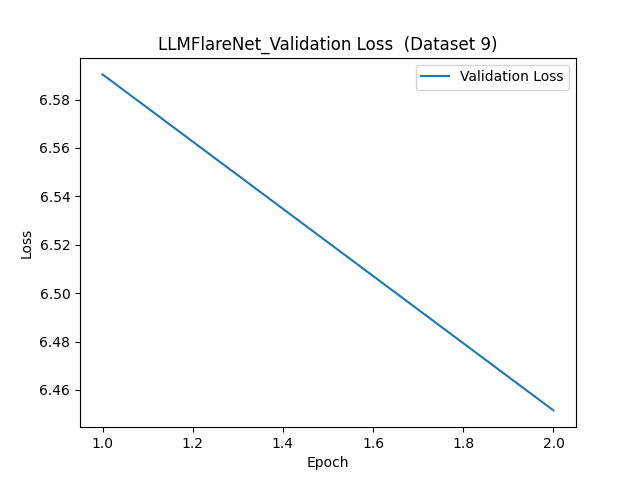 LLMFlareNet_Validation Loss  (Dataset 9)
Validation Loss
Loss
6.58
6.56
6.54
6.52
6.50
6.48
6.46
1.0 1.2 1.4 1.6 1.8 2.0
Epoch